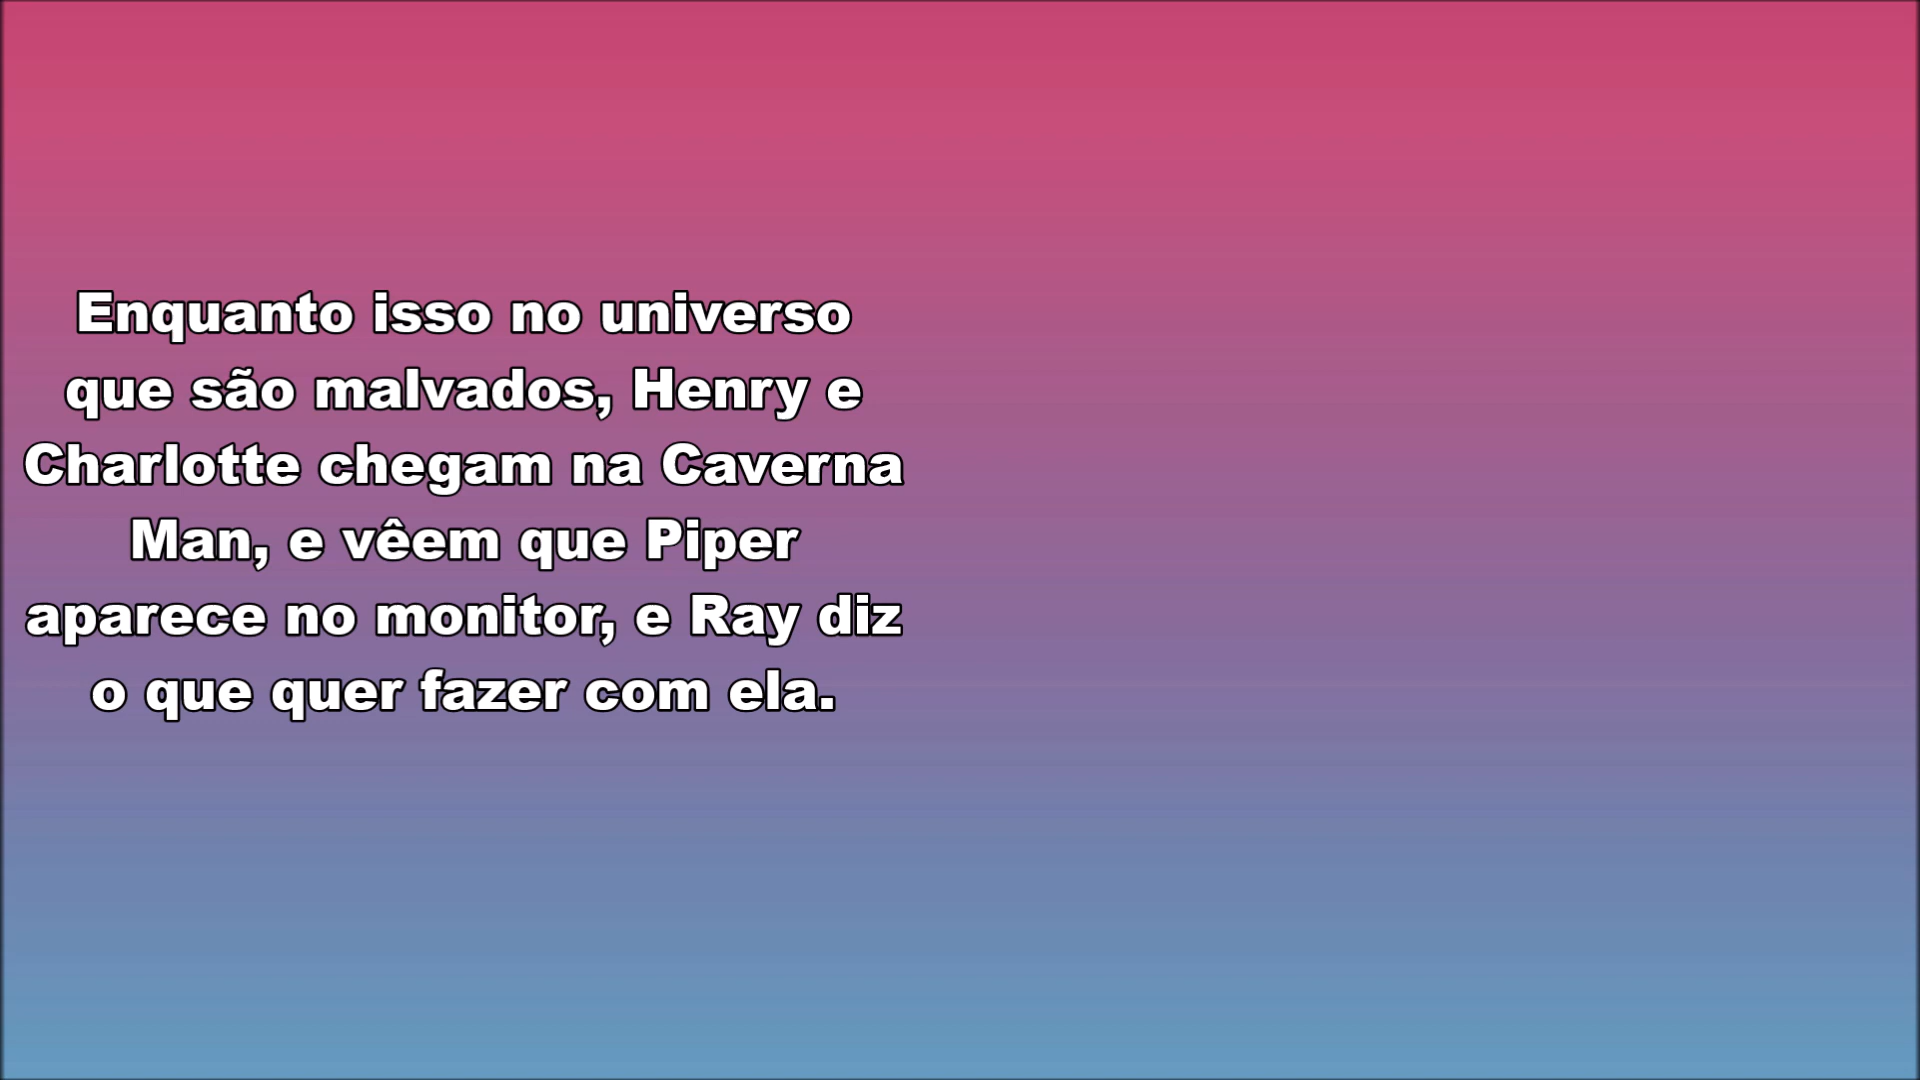 Enquanto isso no universo
que são malvados, Henry e
Charlotte chegam na Caverna
Man, e vêem que Piper
aparece no monitor, e Ray diz
o que quer fazer com ela.